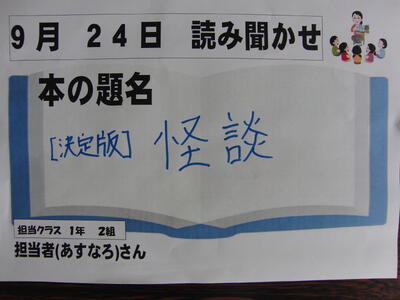 9月 24日 読み聞かせ
本の題名
[決定版] 怪談
担当クラス 1年 2組
担当者(あすなろ)さん